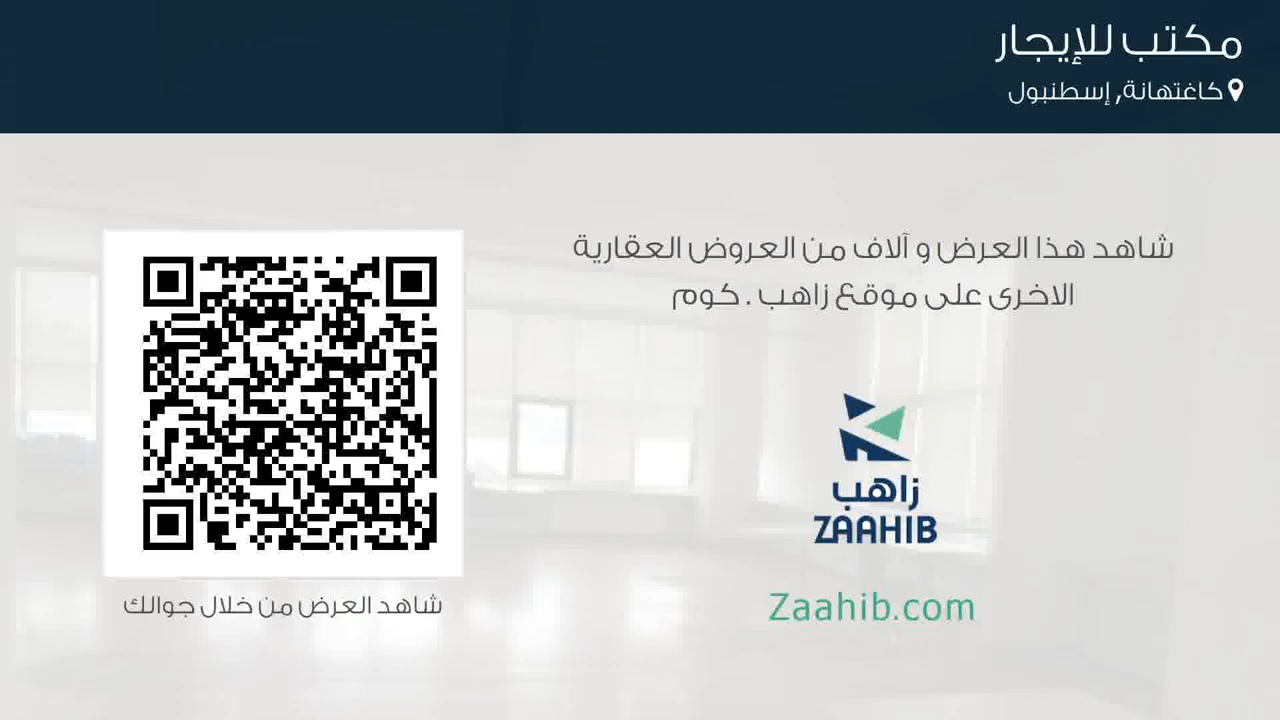 مكتب للإيجار
كاغتهانة, إسطنبول
شاهد هذا العرض و آلاف من العروض العقارية
الاخرى على موقع زاهب . كوم
زاهب
ZAAHIB
Zaahib.com
شاهد العرض من خلال جوالك